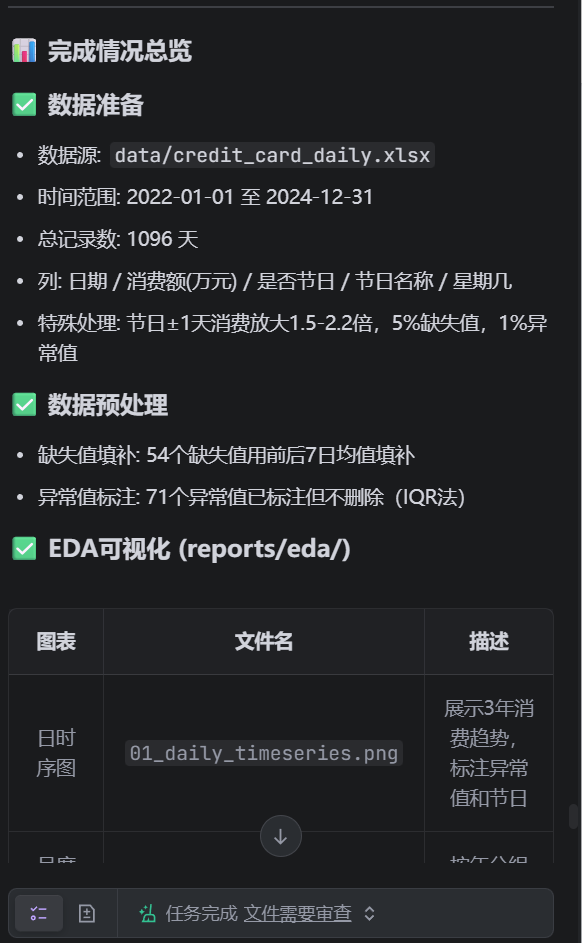 完成情况总览
数据准备
数据源: data/credit_card_daily.xlsx
时间范围: 2022-01-01 至 2024-12-31
总记录数: 1096 天
列: 日期 / 消费额(万元) / 是否节日 / 节日名称 / 星期几
特殊处理: 节日±1天消费放大1.5-2.2倍，5%缺失值，1%异
常值
数据预处理
缺失值填补: 54个缺失值用前后7日均值填补
异常值标注: 71个异常值已标注但不删除（IQR法）
EDA可视化 (reports/eda/)
图表 文件名 描述
日时
序图
01_daily_timeseries.png
展示3年消
费趋势，
标注异常
值和节日
任务完成 文件需要审查